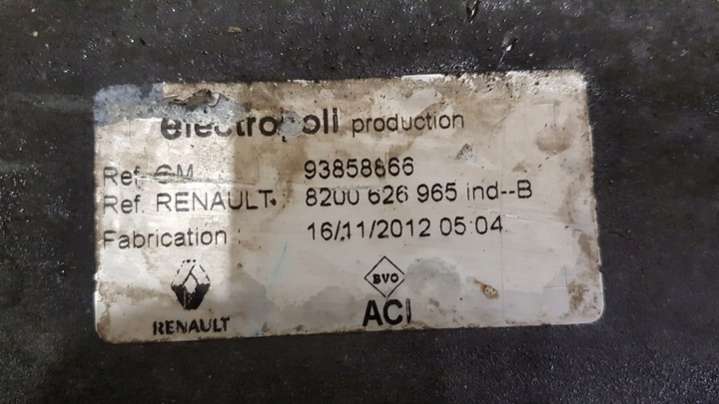 electropoli production
Ref. GM 93858866
Ref. RENAULT. 8200 626 965 ind--B
Fabrication 16/11/2012 05:04
BVO
RENAULT
ACI